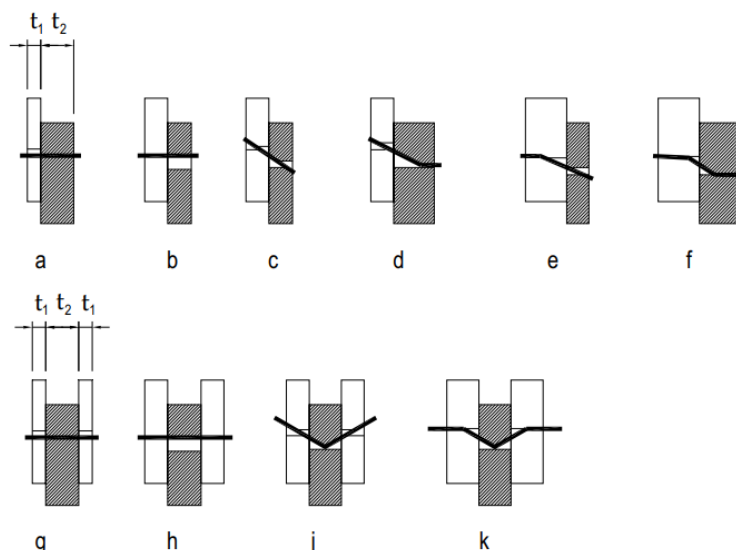 t₁ t₂
a b c d e f
t₁ t₂ t₁
g h j k